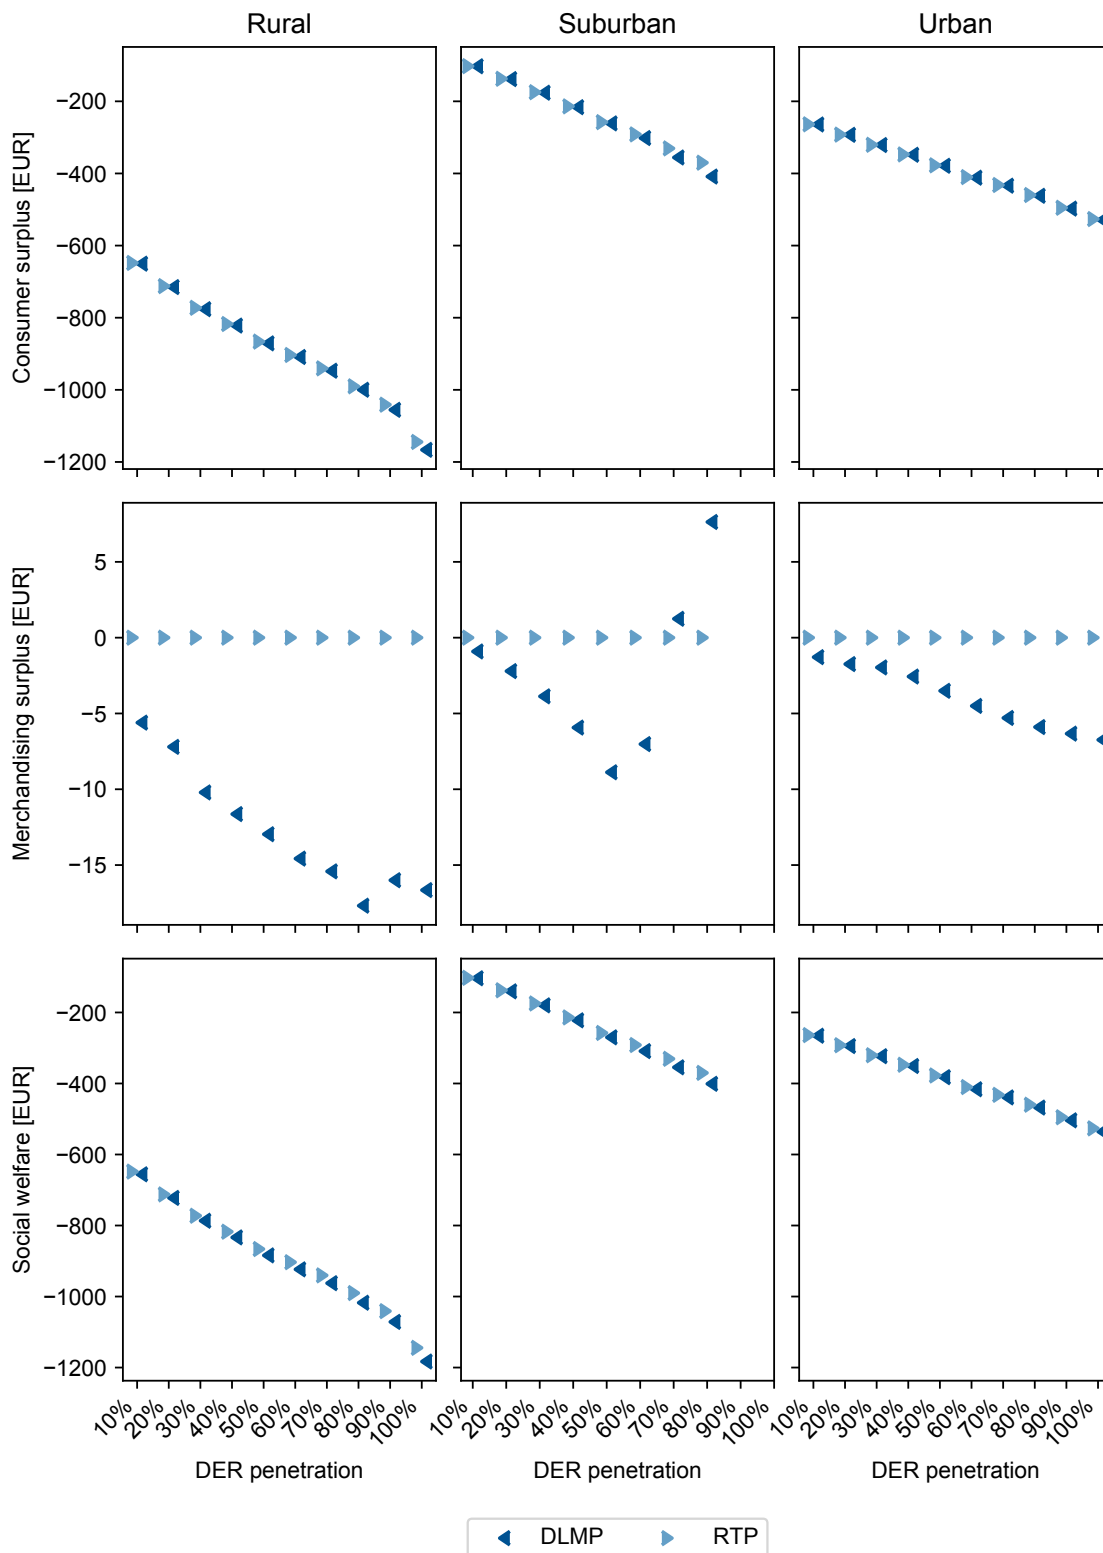 Rural Suburban Urban
Consumer surplus [EUR]
−200
−400
−600
−800
−1000
−1200
Merchandising surplus [EUR]
5
0
−5
−10
−15
Social welfare [EUR]
−200
−400
−600
−800
−1000
−1200
10% 20% 30% 40% 50% 60% 70% 80% 90% 100%
10% 20% 30% 40% 50% 60% 70% 80% 90% 100%
10% 20% 30% 40% 50% 60% 70% 80% 90% 100%
DER penetration DER penetration DER penetration
DLMP RTP